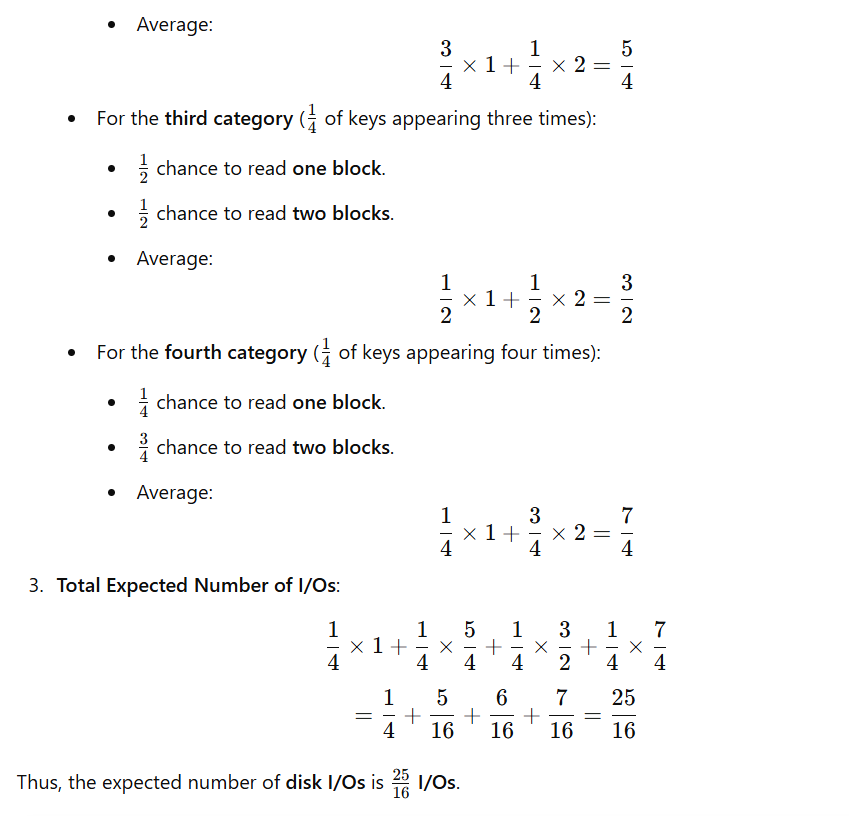 • Average:
3/4 × 1 + 1/4 × 2 = 5/4
• For the third category (1/4 of keys appearing three times):
• 1/2 chance to read one block.
• 1/2 chance to read two blocks.
• Average:
1/2 × 1 + 1/2 × 2 = 3/2
• For the fourth category (1/4 of keys appearing four times):
• 1/4 chance to read one block.
• 3/4 chance to read two blocks.
• Average:
1/4 × 1 + 3/4 × 2 = 7/4
3. Total Expected Number of I/Os:
1/4 × 1 + 1/4 × 5/4 + 1/4 × 3/2 + 1/4 × 7/4
= 1/4 + 5/16 + 6/16 + 7/16 = 25/16
Thus, the expected number of disk I/Os is 25/16 I/Os.